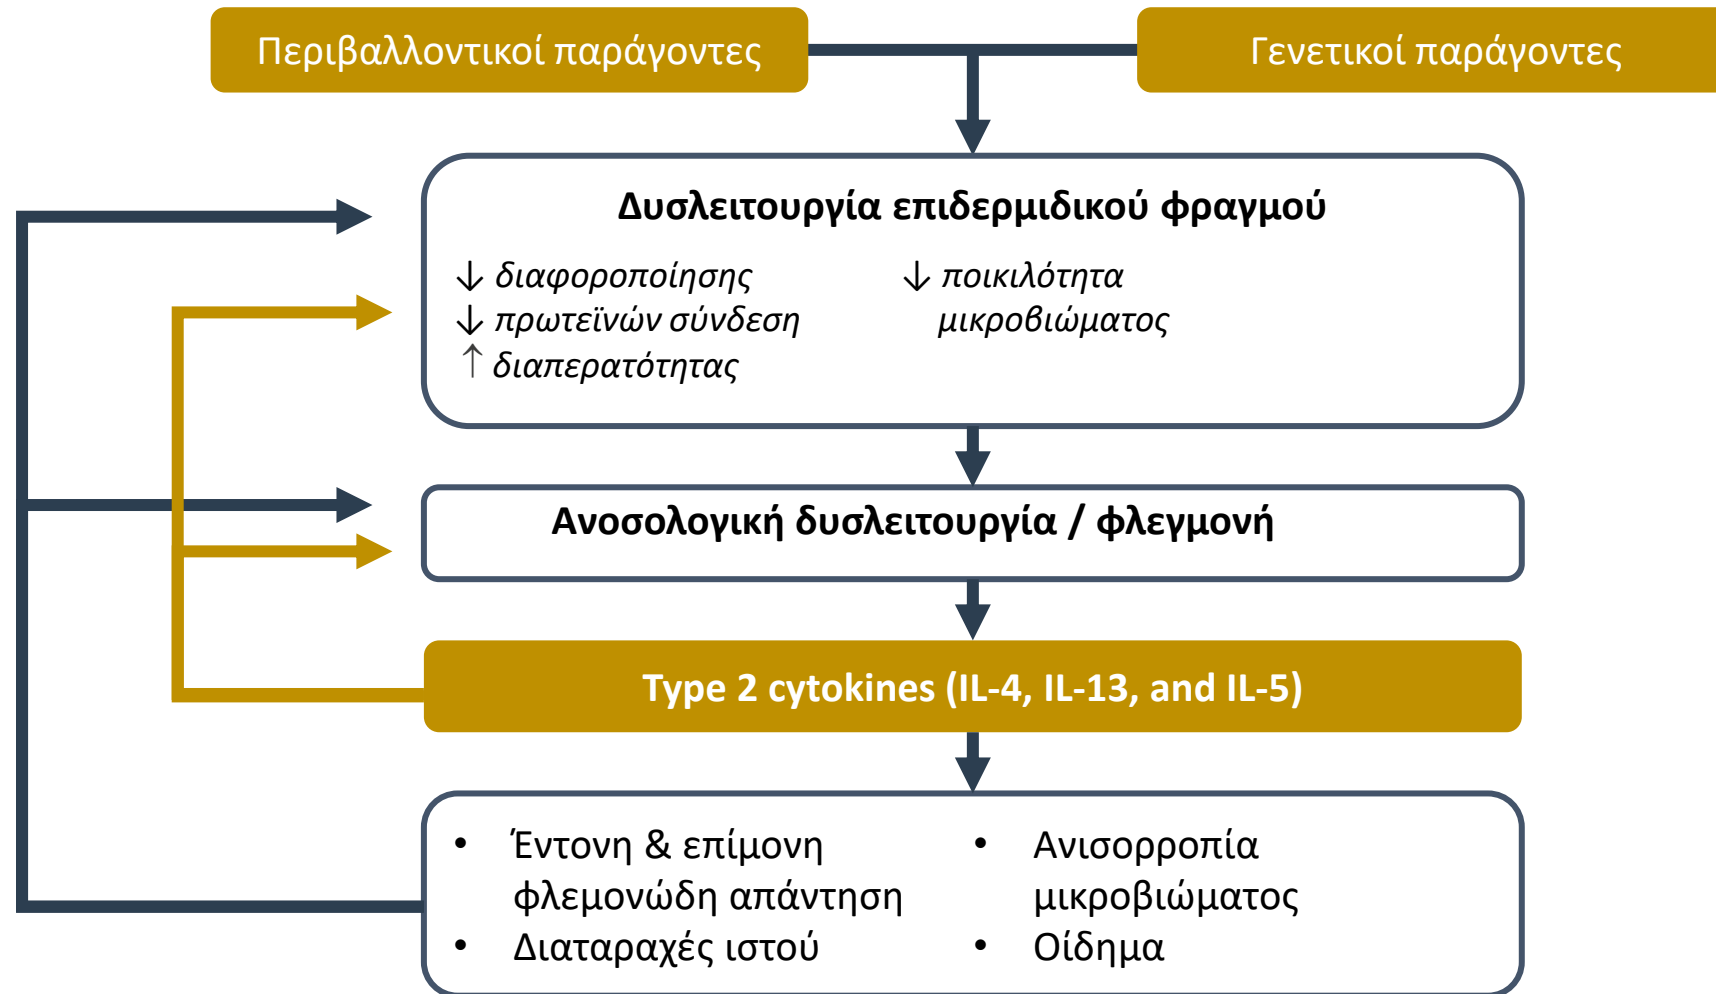 Περιβαλλοντικοί παράγοντες
Γενετικοί παράγοντες
Δυσλειτουργία επιδερμιδικού φραγμού
↓ διαφοροποίησης
↓ πρωτεϊνών σύνδεση
↑ διαπερατότητας
↓ ποικιλότητα
μικροβιώματος
Ανοσολογική δυσλειτουργία / φλεγμονή
Type 2 cytokines (IL-4, IL-13, and IL-5)
• Έντονη & επίμονη
φλεμονώδη απάντηση
• Διαταραχές ιστού
• Ανισορροπία
μικροβιώματος
• Οίδημα